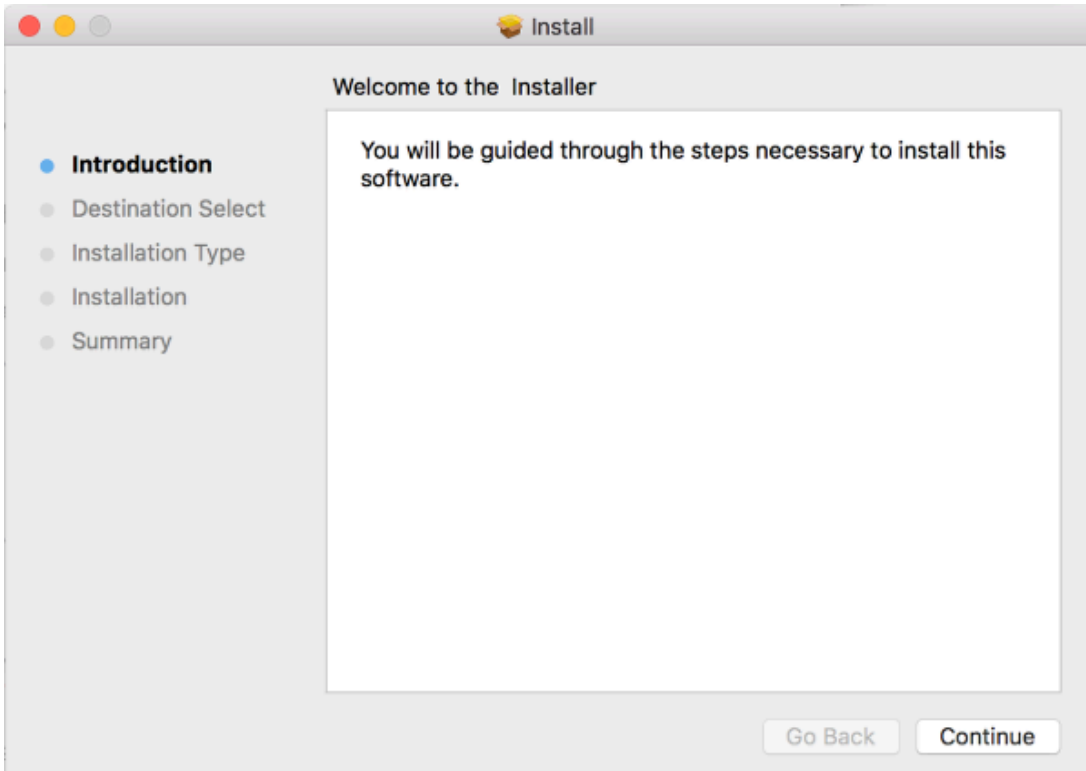 Install
Welcome to the Installer
Introduction
Destination Select
Installation Type
Installation
Summary
You will be guided through the steps necessary to install this
software.
Go Back
Continue